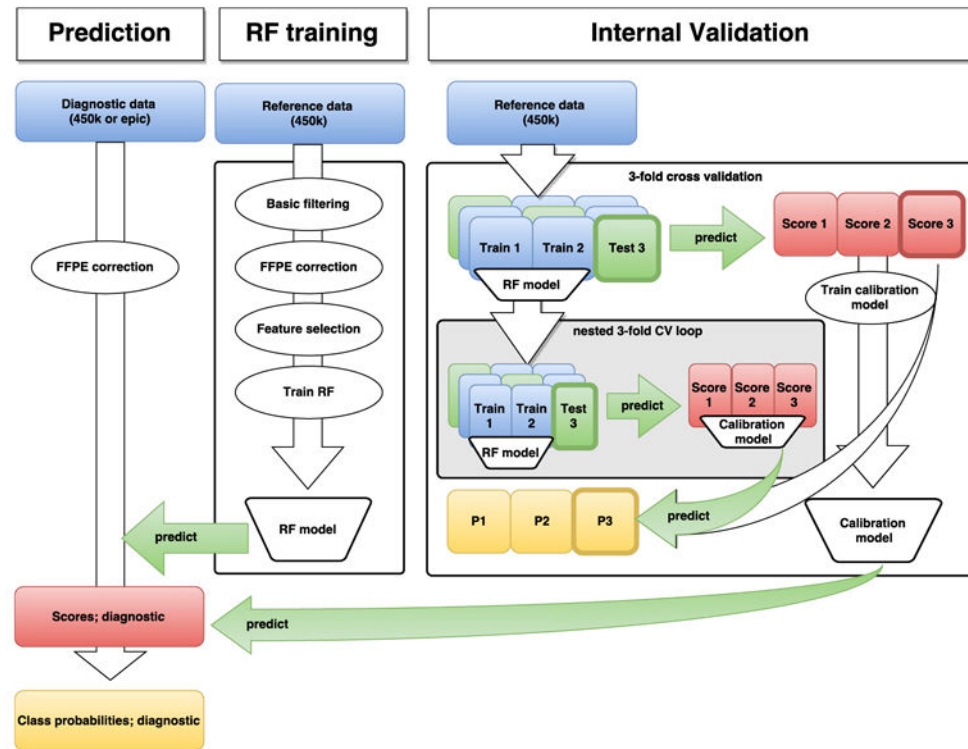 Prediction
RF training
Internal Validation
Diagnostic data
(450k or epic)
FFPE correction
Scores; diagnostic
Class probabilities; diagnostic
Reference data
(450k)
Basic filtering
FFPE correction
Feature selection
Train RF
RF model
predict
Reference data
(450k)
3-fold cross validation
Train 1
Train 2
Test 3
RF model
predict
Score 1
Score 2
Score 3
Train calibration
model
nested 3-fold CV loop
Train
1
Train
2
Test
3
RF model
predict
Score
1
Score
2
Score
3
Calibration
model
P1
P2
P3
predict
Calibration
model
predict